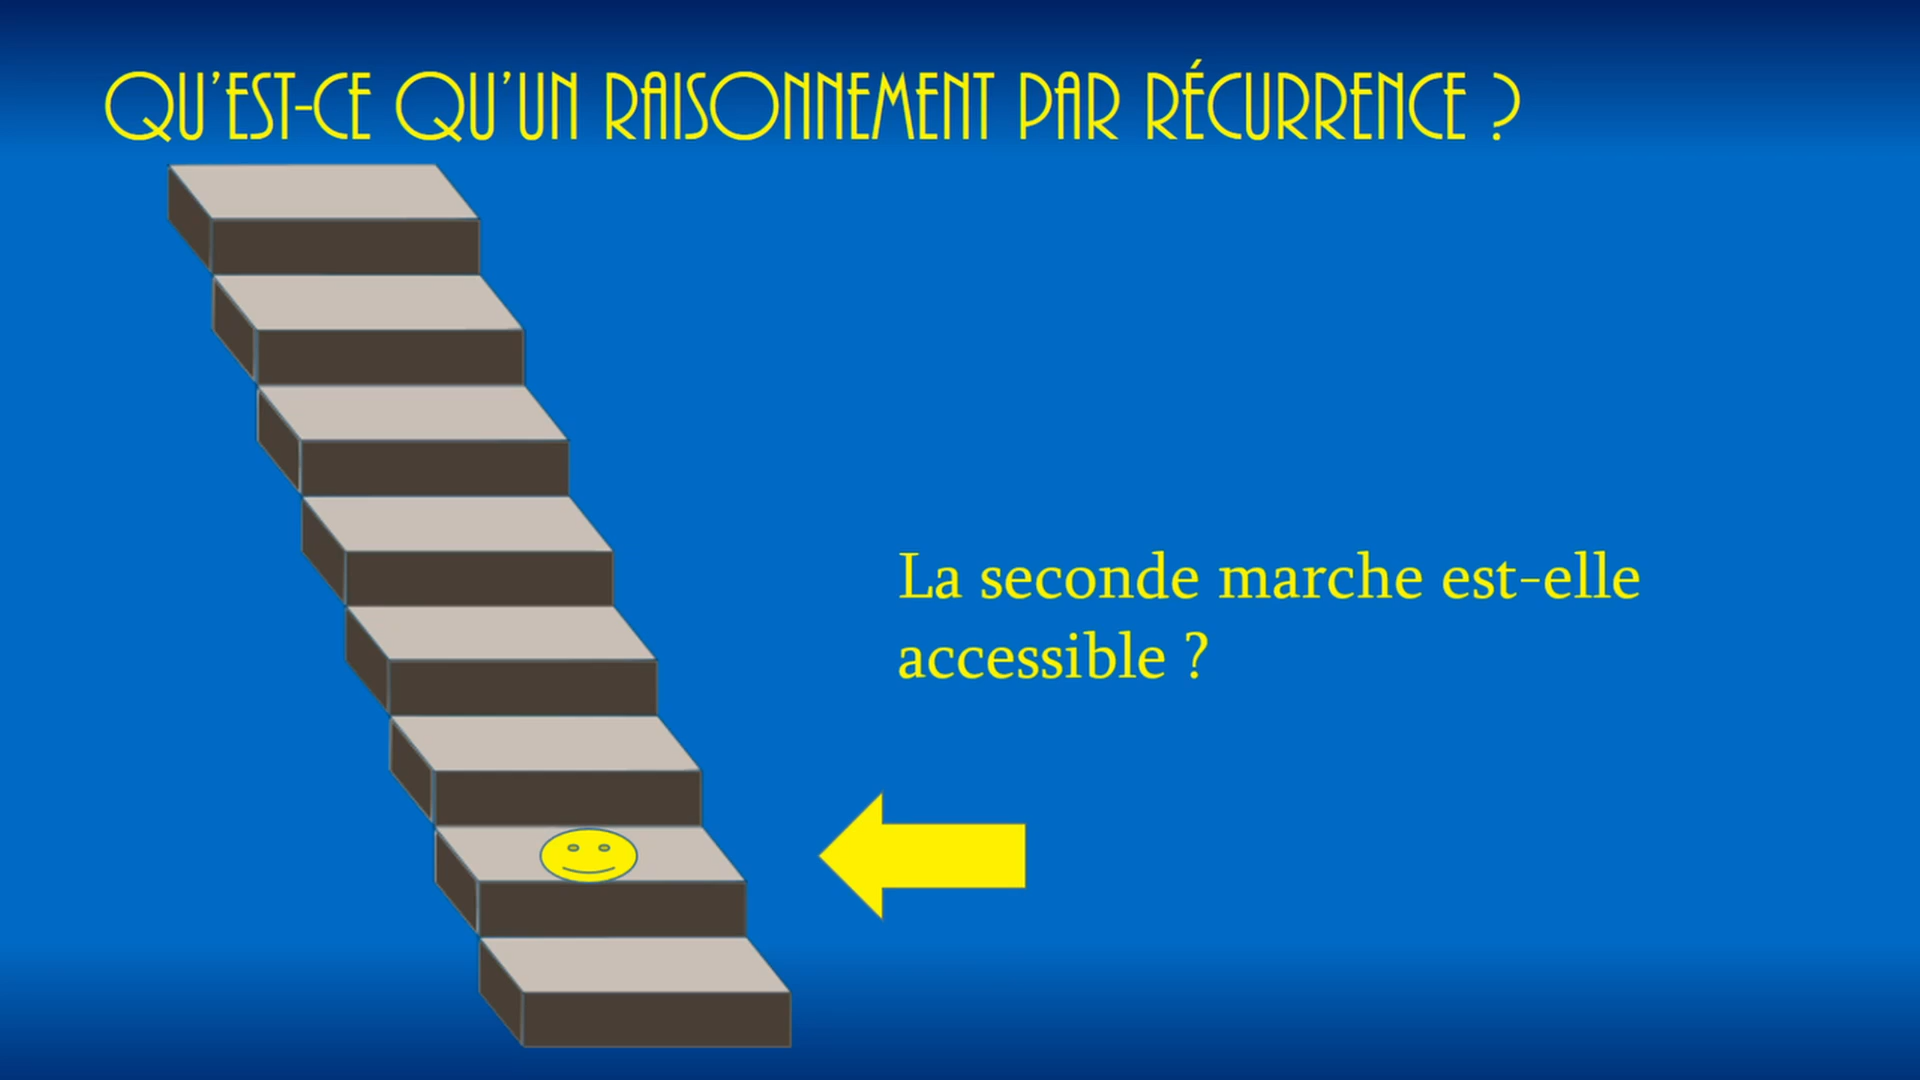 QU'EST-CE QU'UN RAISONNEMENT PAR RÉCURRENCE ?
La seconde marche est-elle
accessible ?